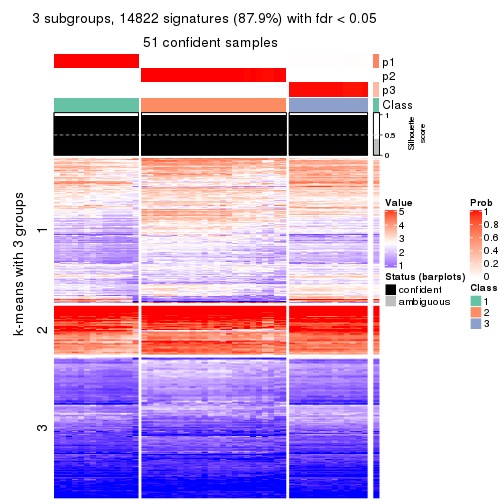 3 subgroups, 14822 signatures (87.9%) with fdr < 0.05
51 confident samples
p1
p2
p3
Class
1
0.5
0
Silhouette
score
k-means with 3 groups
1
2
3
Value
5
4
3
2
1
Status (barplots)
confident
ambiguous
Prob
1
0.8
0.6
0.4
0.2
0
Class
1
2
3